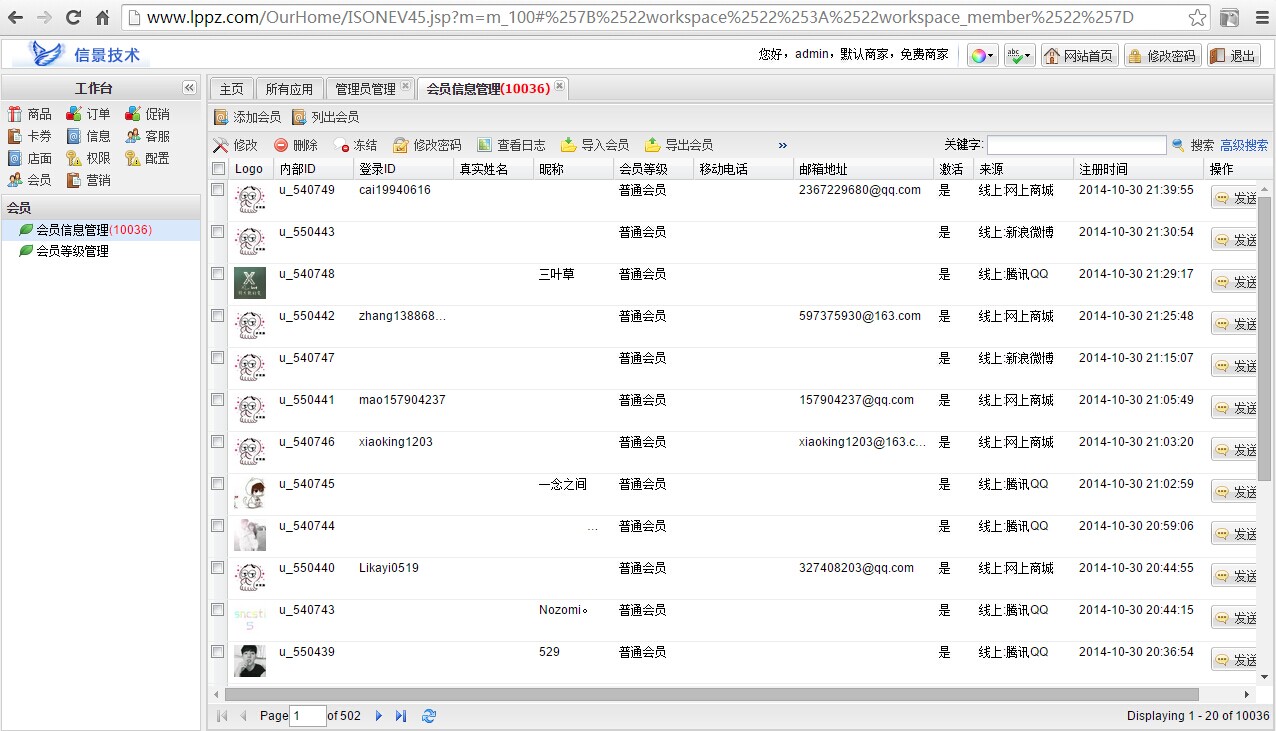 www.lppz.com/OurHome/ISONEV45.jsp?m=m_100#%257B%2522workspace%2522%253A%2522workspace_member%2522%257D
信景技术 您好，admin，默认商家，免费商家 网站首页 修改密码 退出
工作台 主页 所有应用 管理员管理 会员信息管理(10036)
商品 订单 促销
卡券 信息 客服
店面 权限 配置
会员 营销
会员
会员信息管理(10036)
会员等级管理
添加会员 列出会员
修改 删除 冻结 修改密码 查看日志 导入会员 导出会员 » 关键字: 搜索 高级搜索
Logo 内部ID 登录ID 真实姓名 昵称 会员等级 移动电话 邮箱地址 激活 来源 注册时间 操作
u_540749 cai19940616 普通会员 2367229680@qq.com 是 线上:网上商城 2014-10-30 21:39:55 发送
u_550443 普通会员 是 线上:新浪微博 2014-10-30 21:30:54 发送
u_540748 三叶草 普通会员 是 线上:腾讯QQ 2014-10-30 21:29:17 发送
u_550442 zhang138868... 普通会员 597375930@163.com 是 线上:网上商城 2014-10-30 21:25:48 发送
u_540747 普通会员 是 线上:新浪微博 2014-10-30 21:15:07 发送
u_550441 mao157904237 普通会员 157904237@qq.com 是 线上:网上商城 2014-10-30 21:05:49 发送
u_540746 xiaoking1203 普通会员 xiaoking1203@163.c... 是 线上:网上商城 2014-10-30 21:03:20 发送
u_540745 一念之间 普通会员 是 线上:腾讯QQ 2014-10-30 21:02:59 发送
u_540744 ... 普通会员 是 线上:腾讯QQ 2014-10-30 20:59:06 发送
u_550440 Likayi0519 普通会员 327408203@qq.com 是 线上:网上商城 2014-10-30 20:44:55 发送
u_540743 Nozomi。 普通会员 是 线上:腾讯QQ 2014-10-30 20:44:15 发送
u_550439 529 普通会员 是 线上:腾讯QQ 2014-10-30 20:36:54 发送
Page 1 of 502 Displaying 1 - 20 of 10036